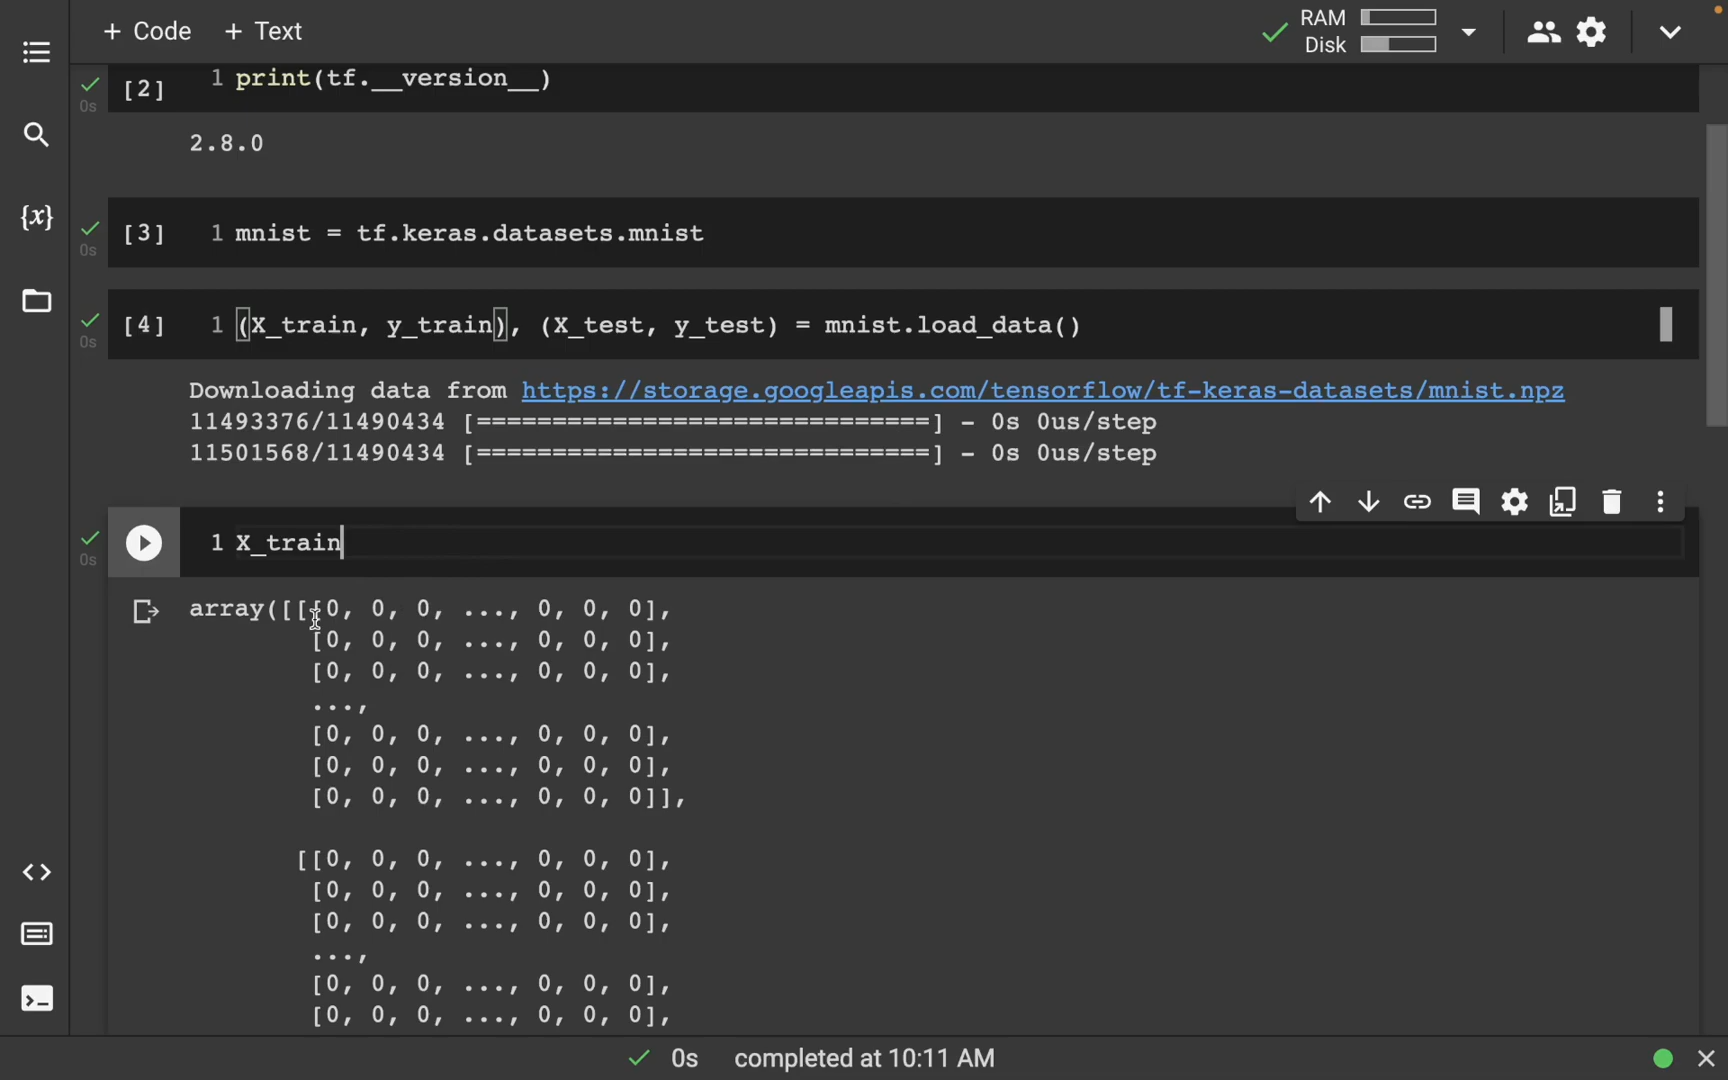 + Code + Text
RAM
Disk
[2] 1 print(tf.__version__)
0s
2.8.0
{x}
[3] 1 mnist = tf.keras.datasets.mnist
0s
[4] 1 (X_train, y_train), (X_test, y_test) = mnist.load_data()
0s
Downloading data from https://storage.googleapis.com/tensorflow/tf-keras-datasets/mnist.npz
11493376/11490434 [==============================] - 0s 0us/step
11501568/11490434 [==============================] - 0s 0us/step
1 X_train
0s
array([[[0, 0, 0, ..., 0, 0, 0],
[0, 0, 0, ..., 0, 0, 0],
[0, 0, 0, ..., 0, 0, 0],
...,
[0, 0, 0, ..., 0, 0, 0],
[0, 0, 0, ..., 0, 0, 0],
[0, 0, 0, ..., 0, 0, 0]],
[[0, 0, 0, ..., 0, 0, 0],
[0, 0, 0, ..., 0, 0, 0],
[0, 0, 0, ..., 0, 0, 0],
...,
[0, 0, 0, ..., 0, 0, 0],
[0, 0, 0, ..., 0, 0, 0],
0s completed at 10:11 AM